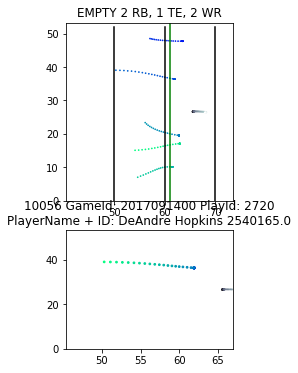 EMPTY 2 RB, 1 TE, 2 WR
50
40
30
20
10
0
50 60 70
10056 GameId: 2017091400 PlayId: 2720
PlayerName + ID: DeAndre Hopkins 2540165.0
40
20
0
50 55 60 65